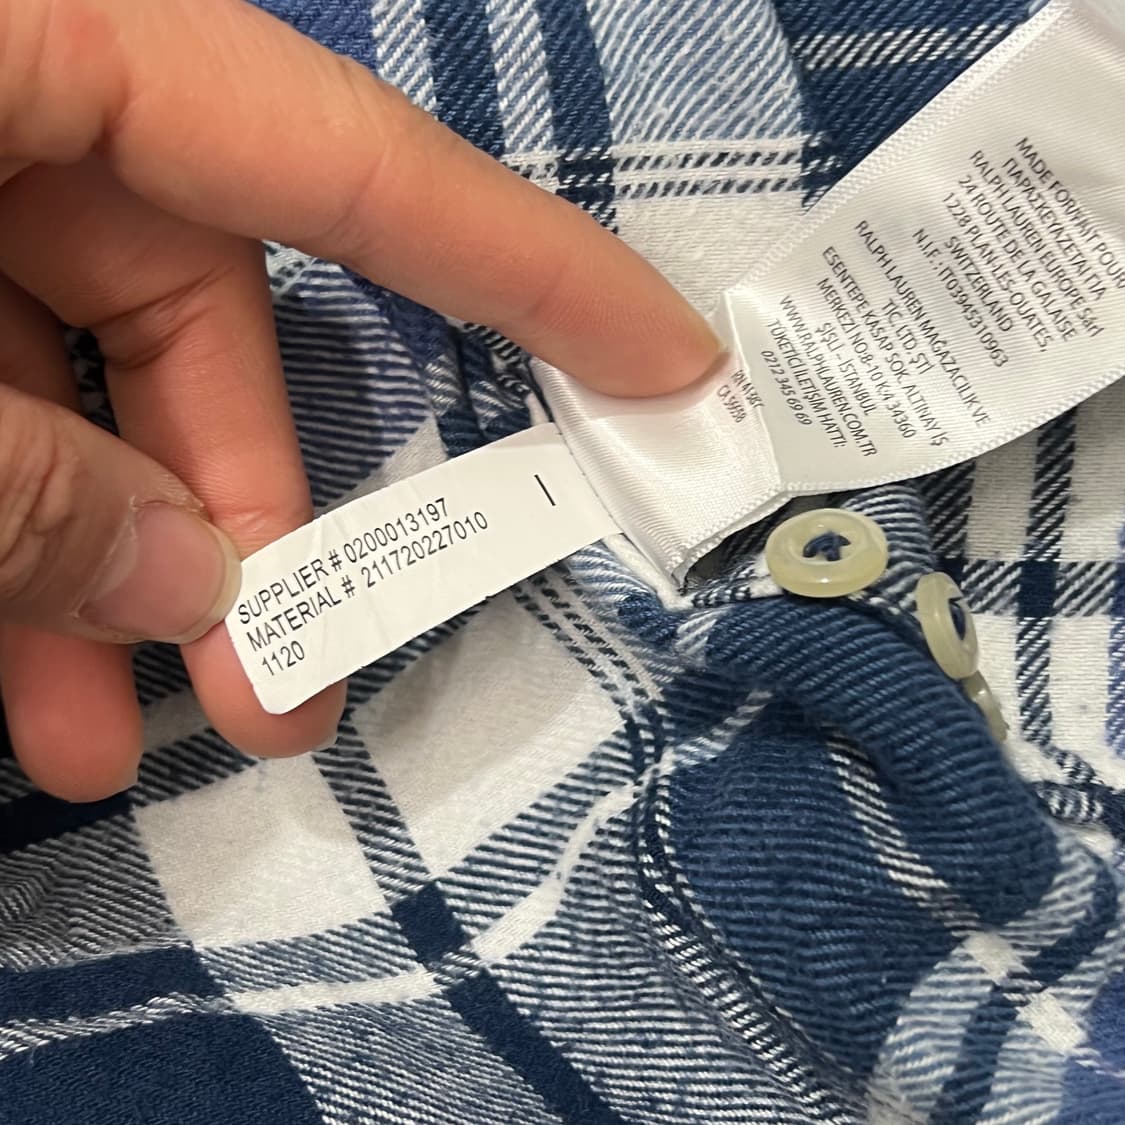 SUPPLIER # 0200013197
MATERIAL # 211720227010
1120
I
CA 56658
MADE FOR/FAIT POUR
ΠΑΡΑΣΚΕΥΑΖΕΤΑΙ ΓΙΑ
RALPH LAUREN EUROPE Sàrl
24 ROUTE DE LA GALAISE
1228 PLAN-LES-OUATES,
SWITZERLAND
N.I.F.: IT03945310963
RALPH LAUREN MAĞAZACILIK VE
TİC. LTD. ŞTİ
ESENTEPE KASAP SOK. ALTINAY İŞ
MERKEZİ NO:8-10 K:4 34360
ŞİŞLİ - İSTANBUL
WWW.RALPHLAUREN.COM.TR
TÜKETİCİ İLETİŞİM HATTI:
0212 345 69 69